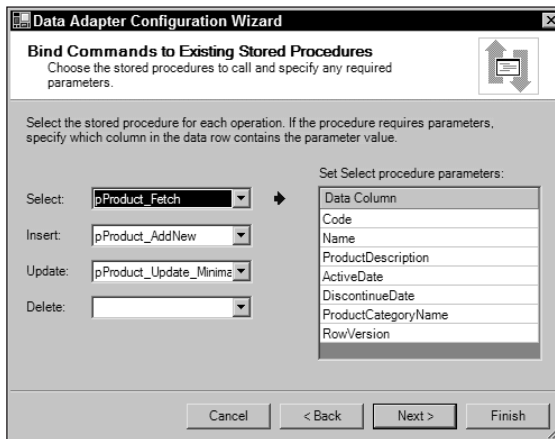 Data Adapter Configuration Wizard
Bind Commands to Existing Stored Procedures
Choose the stored procedures to call and specify any required
parameters.
Select the stored procedure for each operation. If the procedure requires parameters,
specify which column in the data row contains the parameter value.
Set Select procedure parameters:
Select: pProduct_Fetch
Insert: pProduct_AddNew
Update: pProduct_Update_Minima
Delete:
Data Column
Code
Name
ProductDescription
ActiveDate
DiscontinueDate
ProductCategoryName
RowVersion
Cancel
< Back
Next >
Finish